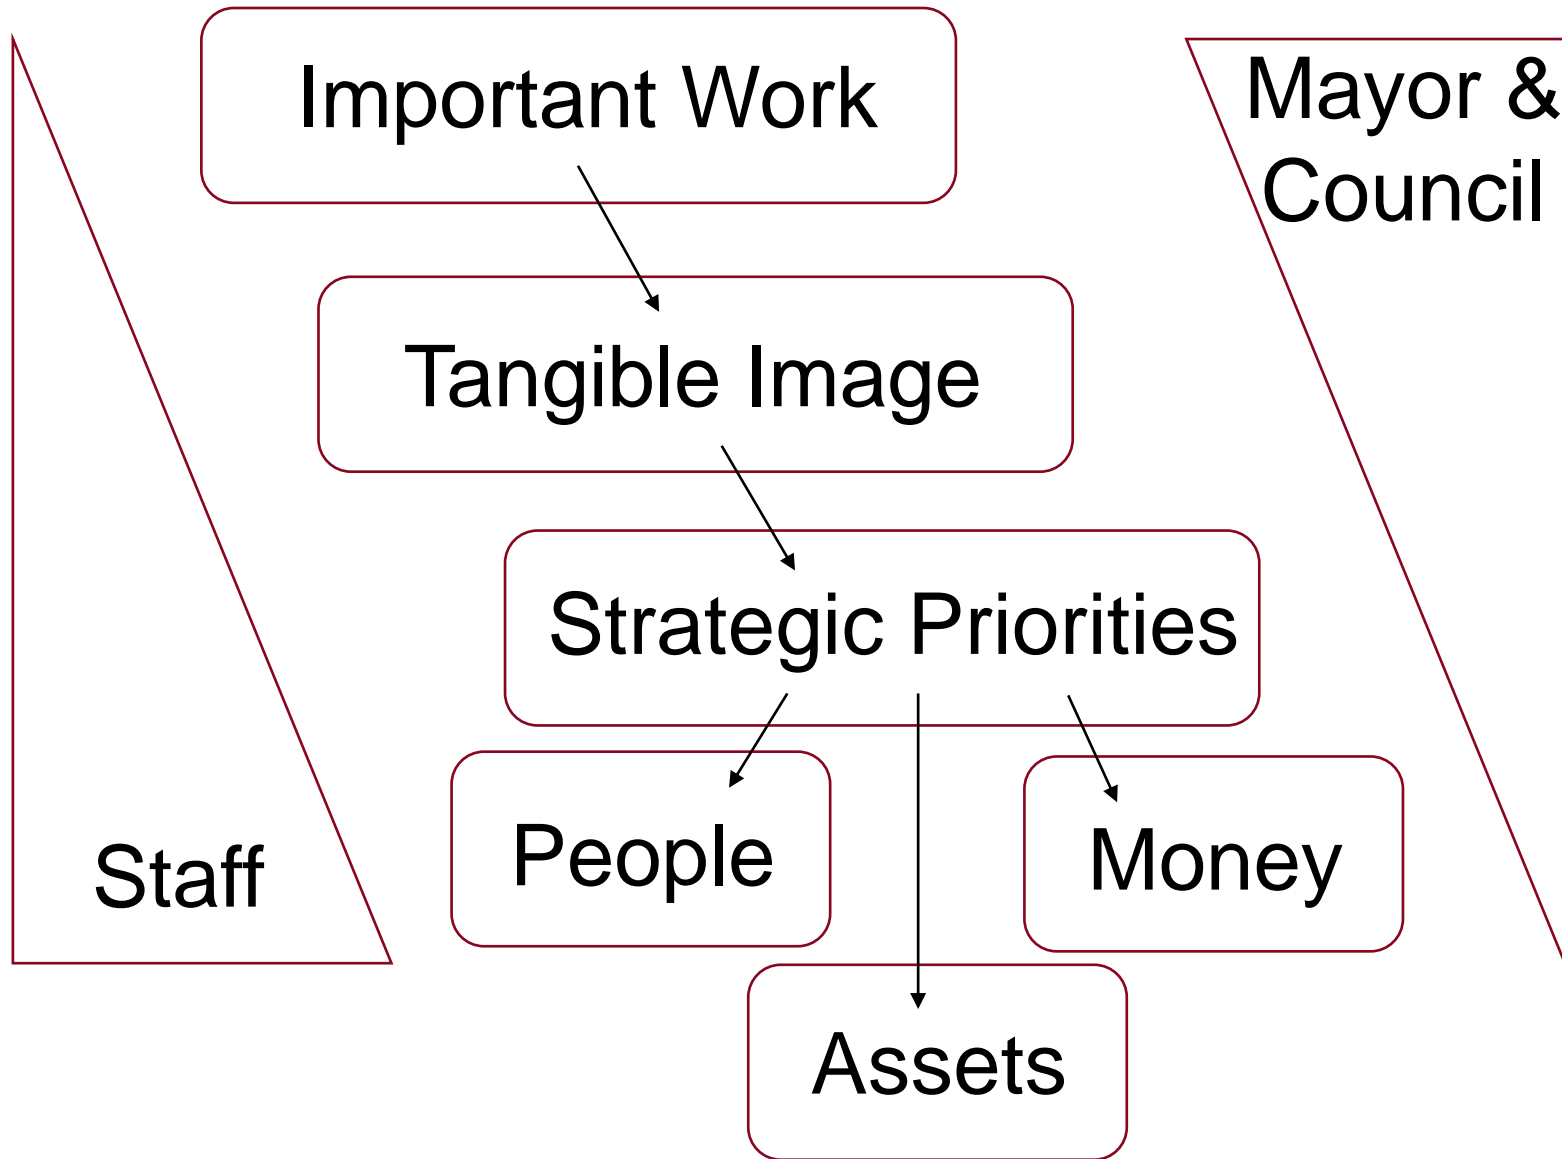 Important Work
Mayor &
Council
Tangible Image
Strategic Priorities
People
Money
Staff
Assets